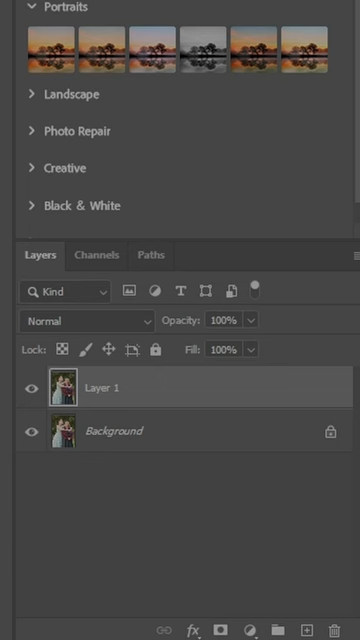 Portraits
Landscape
Photo Repair
Creative
Black & White
Layers Channels Paths
Kind
Normal Opacity: 100%
Lock: Fill: 100%
Layer 1
Background
fx